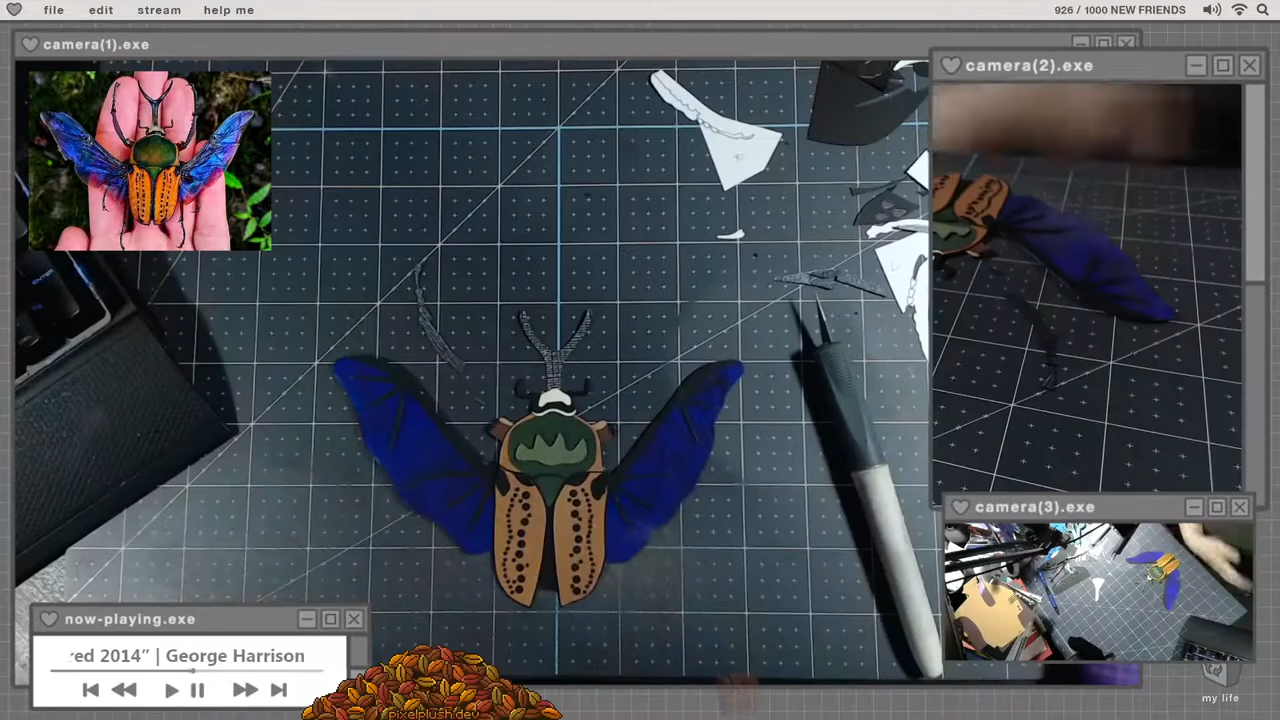 file edit stream help me
926 / 1000 NEW FRIENDS
camera(1).exe
camera(2).exe
camera(3).exe
now-playing.exe
red 2014” | George Harrison
pixelplush.dev
my life